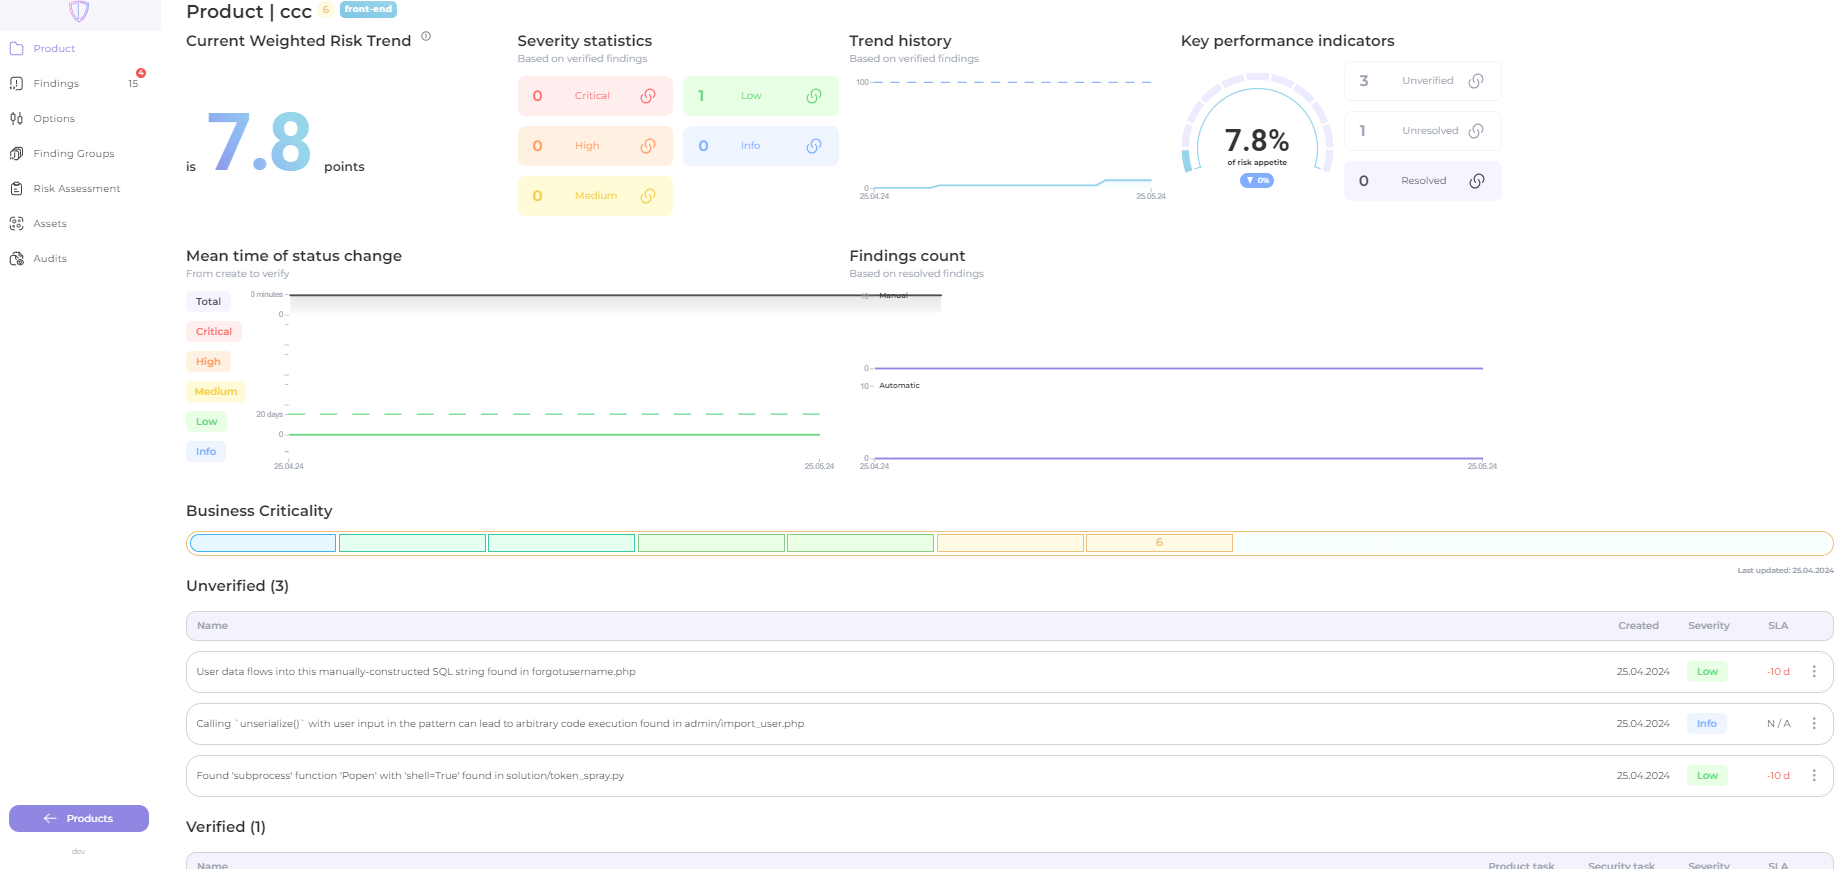 Product | ccc 6 front-end
Product
Findings 15 4
Options
Finding Groups
Risk Assessment
Assets
Audits
Products
dev
Current Weighted Risk Trend
is 7.8 points
Severity statistics
Based on verified findings
0 Critical
1 Low
0 High
0 Info
0 Medium
Trend history
Based on verified findings
100
0
25.04.24 25.05.24
Key performance indicators
7.8%
of risk appetite
0%
3 Unverified
1 Unresolved
0 Resolved
Mean time of status change
From create to verify
Total
Critical
High
Medium
Low
Info
0 minutes
0
20 days
0
25.04.24 25.05.24
Findings count
Based on resolved findings
10 Manual
0
10 Automatic
0
25.04.24 25.05.24
Business Criticality
6
Last updated: 25.04.2024
Unverified (3)
Name Created Severity SLA
User data flows into this manually-constructed SQL string found in forgotusername.php 25.04.2024 Low -10 d
Calling `unserialize()` with user input in the pattern can lead to arbitrary code execution found in admin/import_user.php 25.04.2024 Info N / A
Found 'subprocess' function 'Popen' with 'shell=True' found in solution/token_spray.py 25.04.2024 Low -10 d
Verified (1)
Name Product task Security task Severity SLA